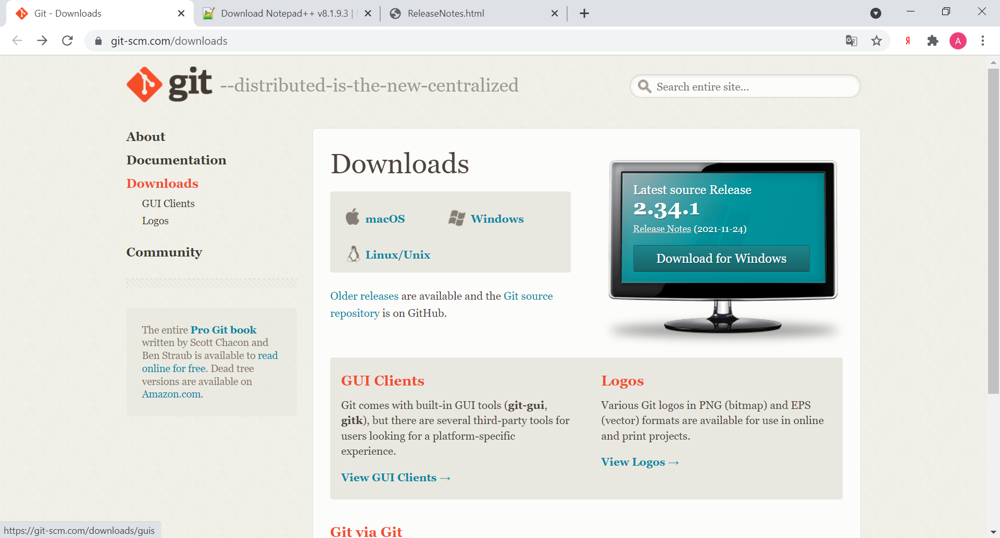 Git - Downloads
Download Notepad++ v8.1.9.3 |
ReleaseNotes.html
git-scm.com/downloads
Я
A
git --distributed-is-the-new-centralized
Search entire site...
About
Documentation
Downloads
GUI Clients
Logos
Community
The entire Pro Git book
written by Scott Chacon and
Ben Straub is available to read
online for free. Dead tree
versions are available on
Amazon.com.
Downloads
macOS
Windows
Linux/Unix
Older releases are available and the Git source
repository is on GitHub.
Latest source Release
2.34.1
Release Notes (2021-11-24)
Download for Windows
GUI Clients
Git comes with built-in GUI tools (git-gui,
gitk), but there are several third-party tools for
users looking for a platform-specific
experience.
View GUI Clients →
Logos
Various Git logos in PNG (bitmap) and EPS
(vector) formats are available for use in online
and print projects.
View Logos →
Git via Git
https://git-scm.com/downloads/guis